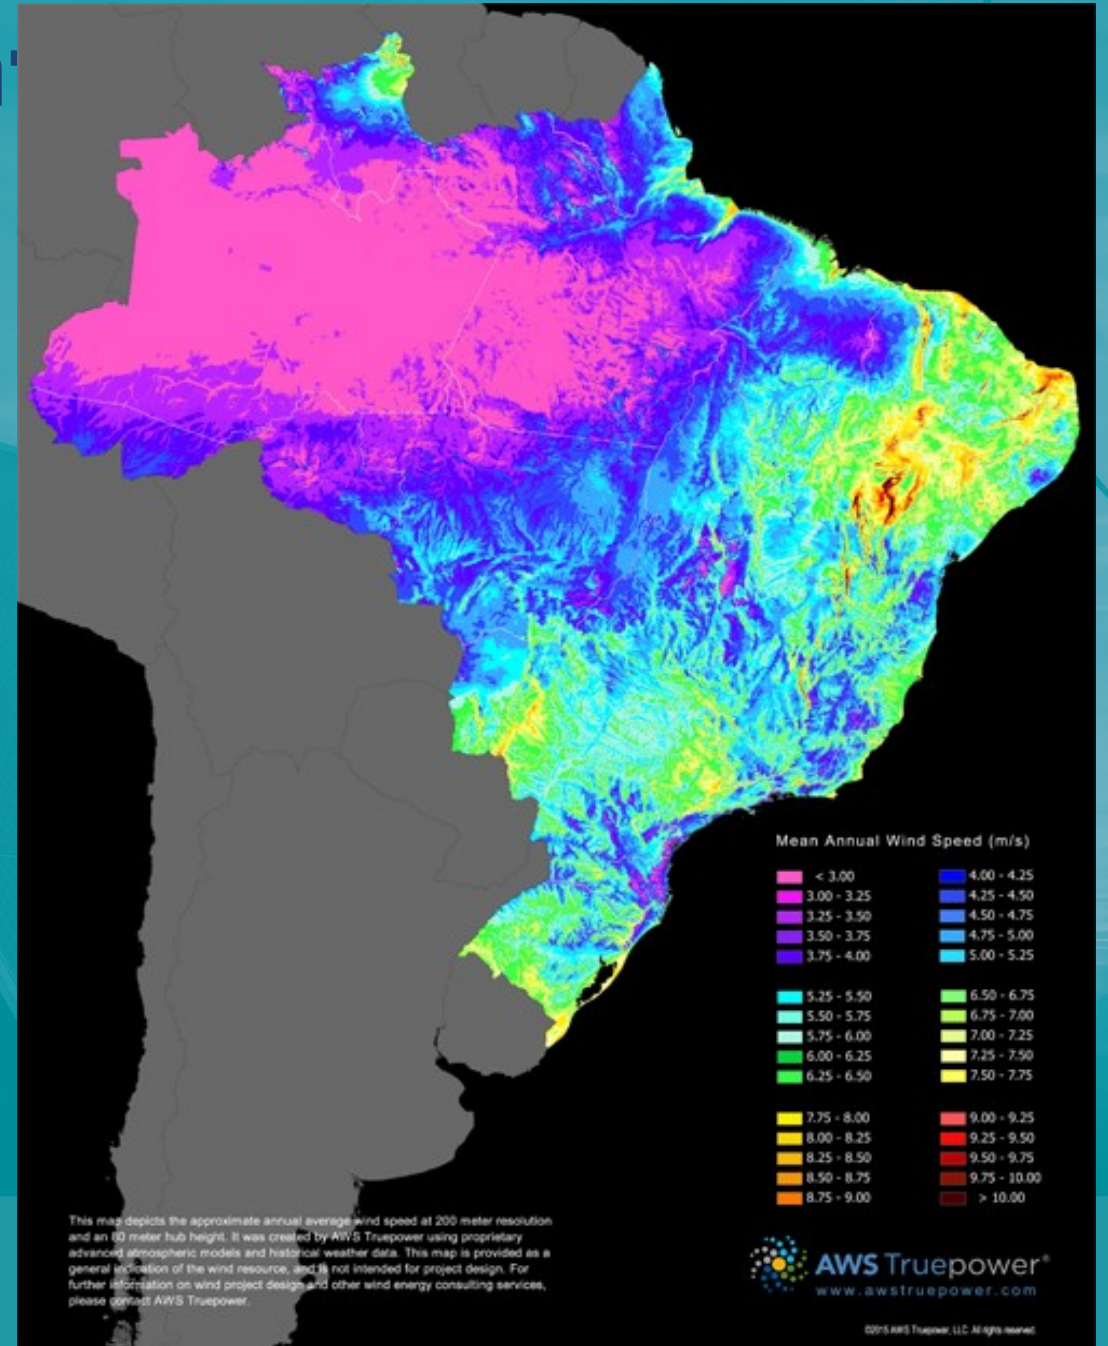 Mean Annual Wind Speed (m/s)
< 3.00
3.00 - 3.25
3.25 - 3.50
3.50 - 3.75
3.75 - 4.00
4.00 - 4.25
4.25 - 4.50
4.50 - 4.75
4.75 - 5.00
5.00 - 5.25
5.25 - 5.50
5.50 - 5.75
5.75 - 6.00
6.00 - 6.25
6.25 - 6.50
6.50 - 6.75
6.75 - 7.00
7.00 - 7.25
7.25 - 7.50
7.50 - 7.75
7.75 - 8.00
8.00 - 8.25
8.25 - 8.50
8.50 - 8.75
8.75 - 9.00
9.00 - 9.25
9.25 - 9.50
9.50 - 9.75
9.75 - 10.00
> 10.00
This map depicts the approximate annual average wind speed at 200 meter resolution
and an 80 meter hub height. It was created by AWS Truepower using proprietary
advanced atmospheric models and historical weather data. This map is provided as a
general indication of the wind resource, and is not intended for project design. For
further information on wind project design and other wind energy consulting services,
please contact AWS Truepower.
AWS Truepower®
www.awstruepower.com
©2015 AWS Truepower, LLC. All rights reserved.